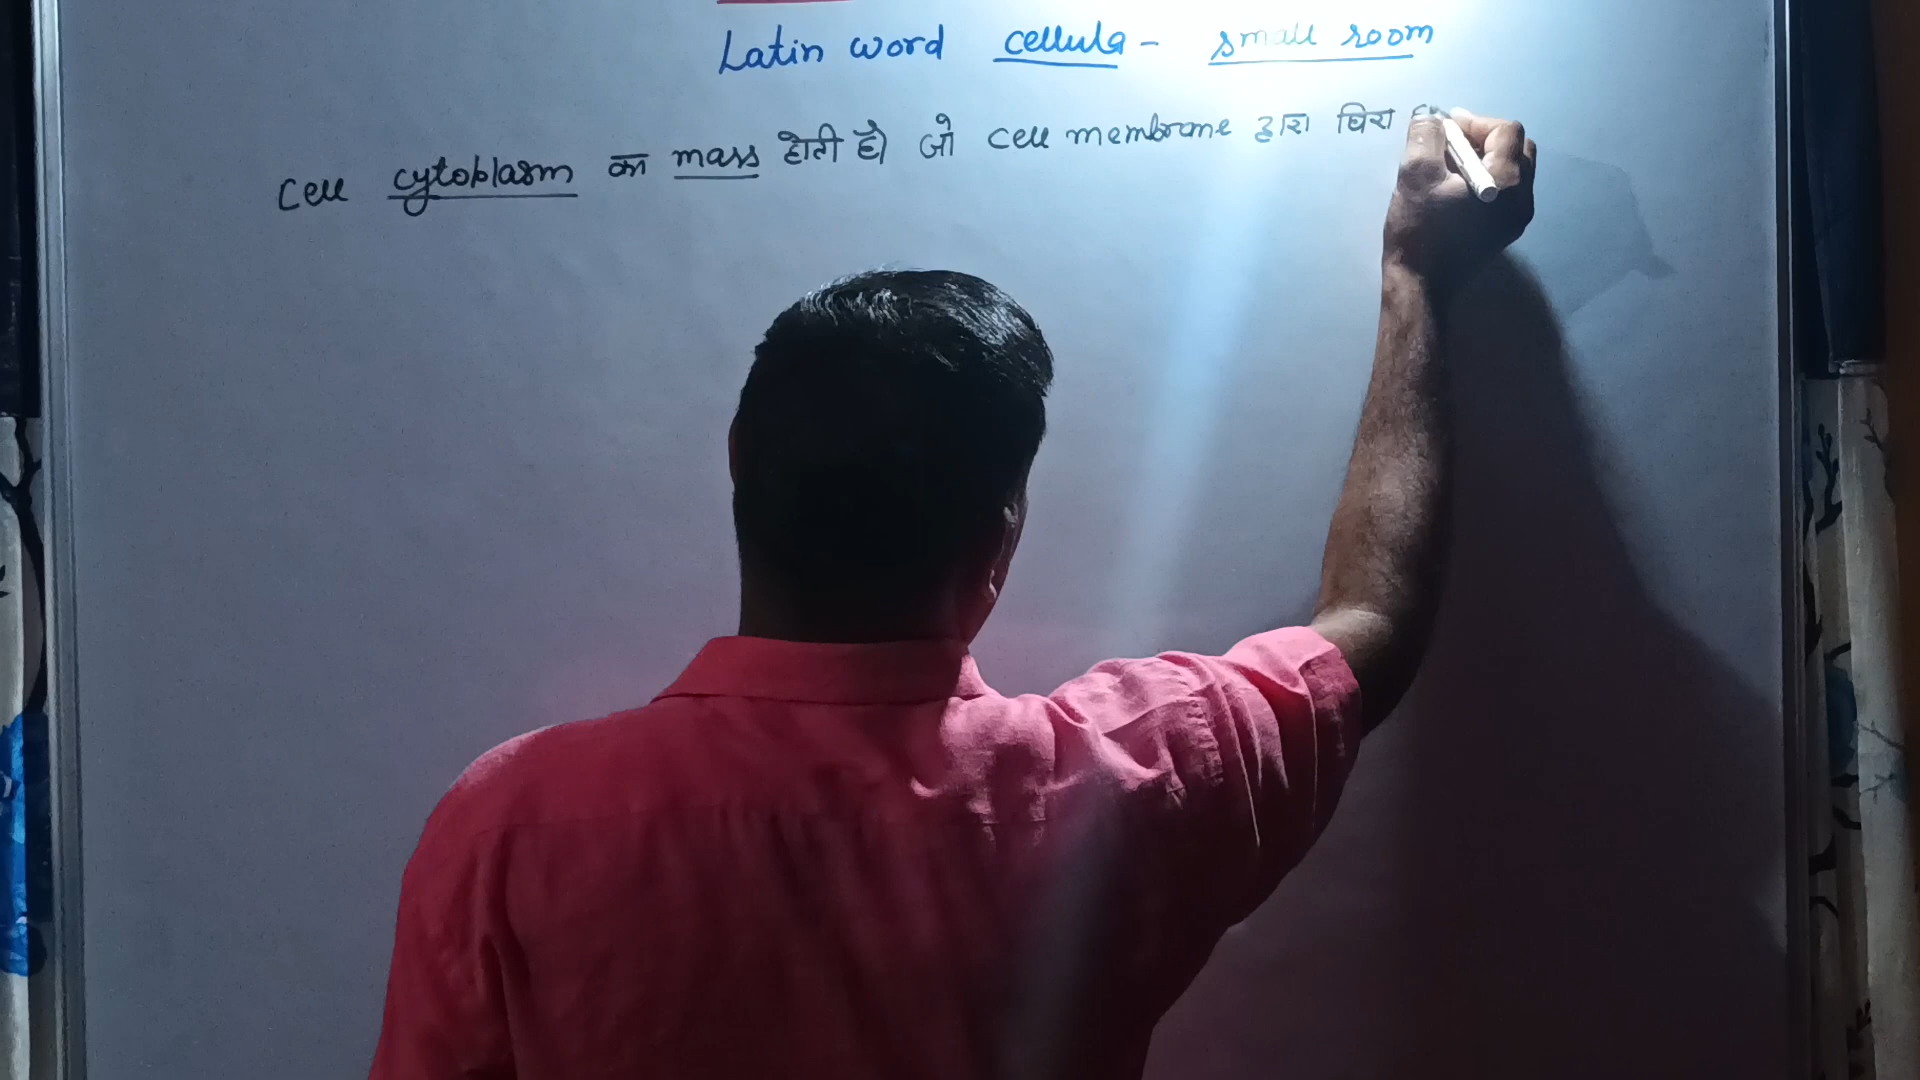 Latin word cellula - small room
Cell cytoplasm का mass होती है। जो cell membrane द्वारा घिरा